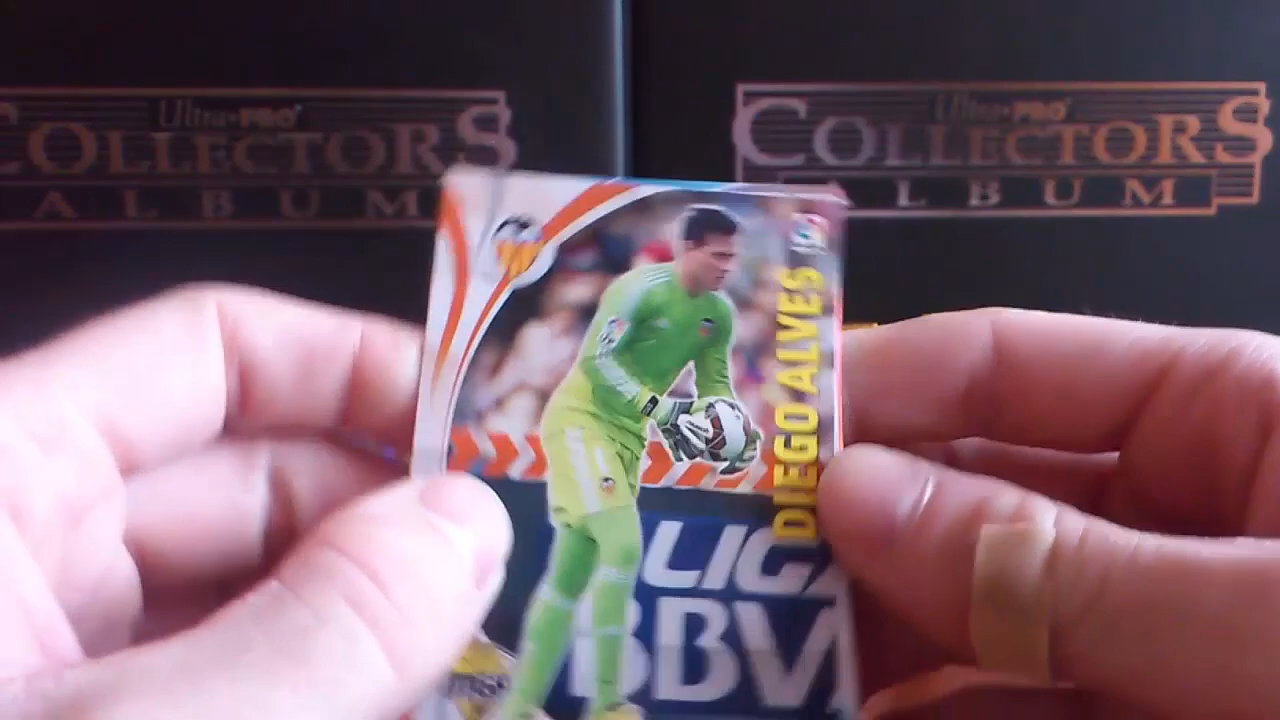 Ultra•PRO
COLLECTORS
ALBUM
Ultra•PRO
COLLECTORS
ALBUM
DIEGO ALVES
LIGA
BBVA